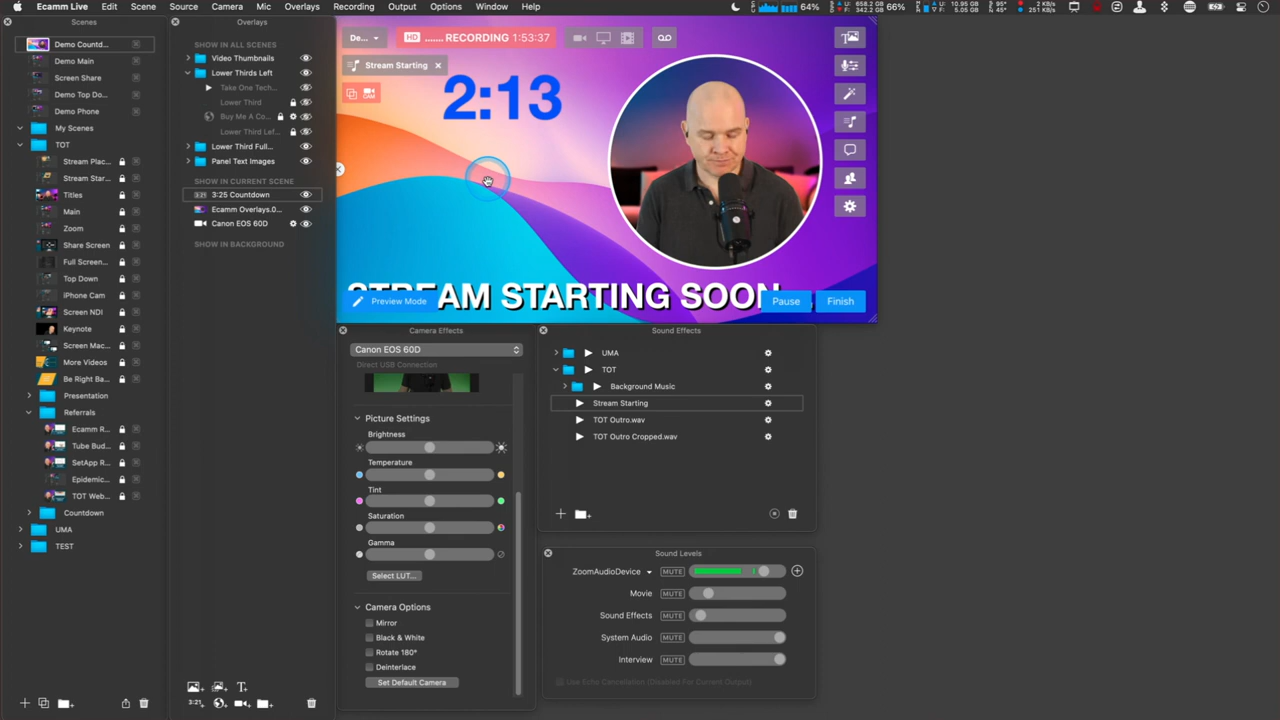 Ecamm Live Edit Scene Source Camera Mic Overlays Recording Output Options Window Help
64%
66%
Scenes
Demo Countd...
Demo Main
Screen Share
Demo Top Do...
Demo Phone
My Scenes
TOT
Stream Plac...
Stream Star...
Titles
Main
Zoom
Share Screen
Full Screen...
Top Down
iPhone Cam
Screen NDI
Keynote
Screen Mac...
More Videos
Be Right Ba...
Presentation
Referrals
Ecamm R...
Tube Bud...
SetApp R...
Epidemic...
TOT Web...
Countdown
UMA
TEST
Overlays
SHOW IN ALL SCENES
Video Thumbnails
Lower Thirds Left
Take One Tech...
Lower Third
Buy Me A Co...
Lower Third Lef...
Lower Third Full...
Panel Text Images
SHOW IN CURRENT SCENE
3:25 Countdown
Ecamm Overlays.0...
Canon EOS 60D
SHOW IN BACKGROUND
De...
HD ....... RECORDING 1:53:37
Stream Starting
CAM
2:13
STREAM STARTING SOON...
Preview Mode
Pause
Finish
Camera Effects
Canon EOS 60D
Direct USB Connection
Picture Settings
Brightness
Temperature
Tint
Saturation
Gamma
Select LUT...
Camera Options
Mirror
Black & White
Rotate 180°
Deinterlace
Set Default Camera
Sound Effects
UMA
TOT
Background Music
Stream Starting
TOT Outro.wav
TOT Outro Cropped.wav
Sound Levels
ZoomAudioDevice MUTE
Movie MUTE
Sound Effects MUTE
System Audio MUTE
Interview MUTE
Use Echo Cancellation (Disabled For Current Output)